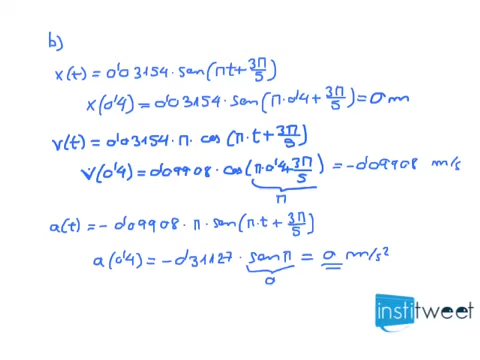 b)
x(t) = 0'03154 · sen(πt + 3π/5)
x(0'4) = 0'03154 · sen(π · 0'4 + 3π/5) = 0 m
v(t) = 0'03154 · π · cos(π · t + 3π/5)
v(0'4) = 0'09908 · cos(π · 0'4 + 3π/5) = -0'09908 m/s
π
a(t) = - 0'09908 · π · sen(π · t + 3π/5)
a(0'4) = -0'31127 · sen π = 0 m/s²
0
institweet